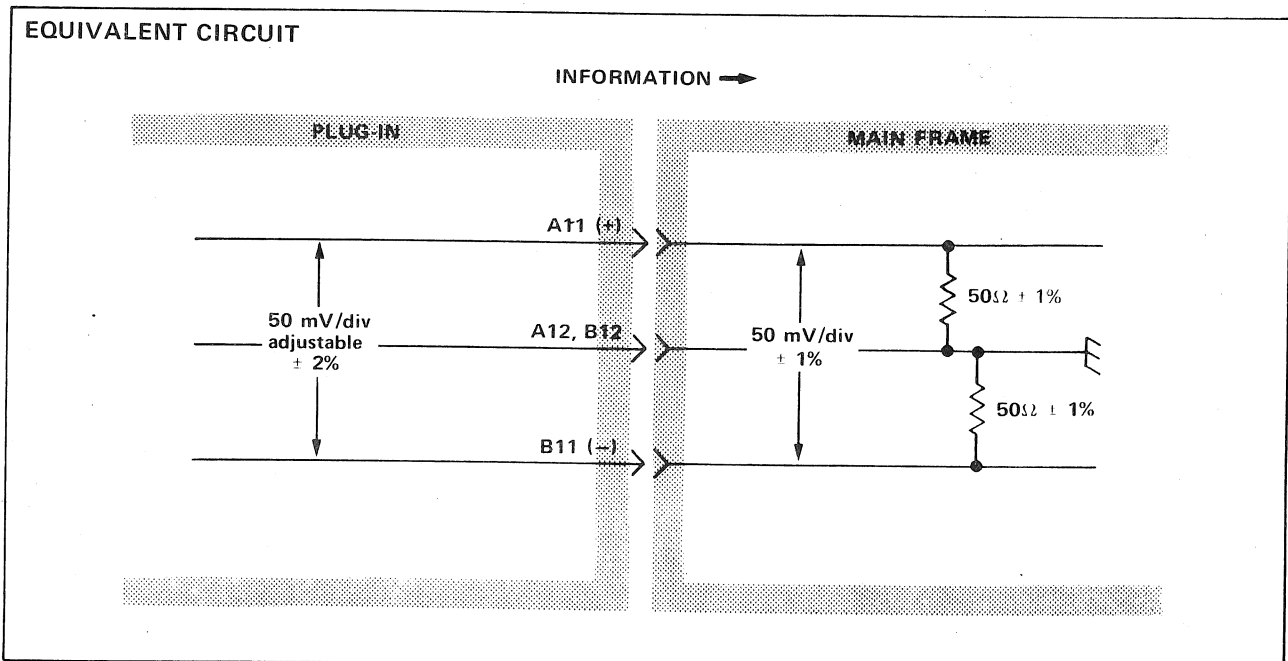 EQUIVALENT CIRCUIT
INFORMATION
PLUG-IN
MAIN FRAME
A11 (+)
50Ω ± 1%
50 mV/div
adjustable
± 2%
A12, B12
50 mV/div
± 1%
50Ω ± 1%
B11 (−)